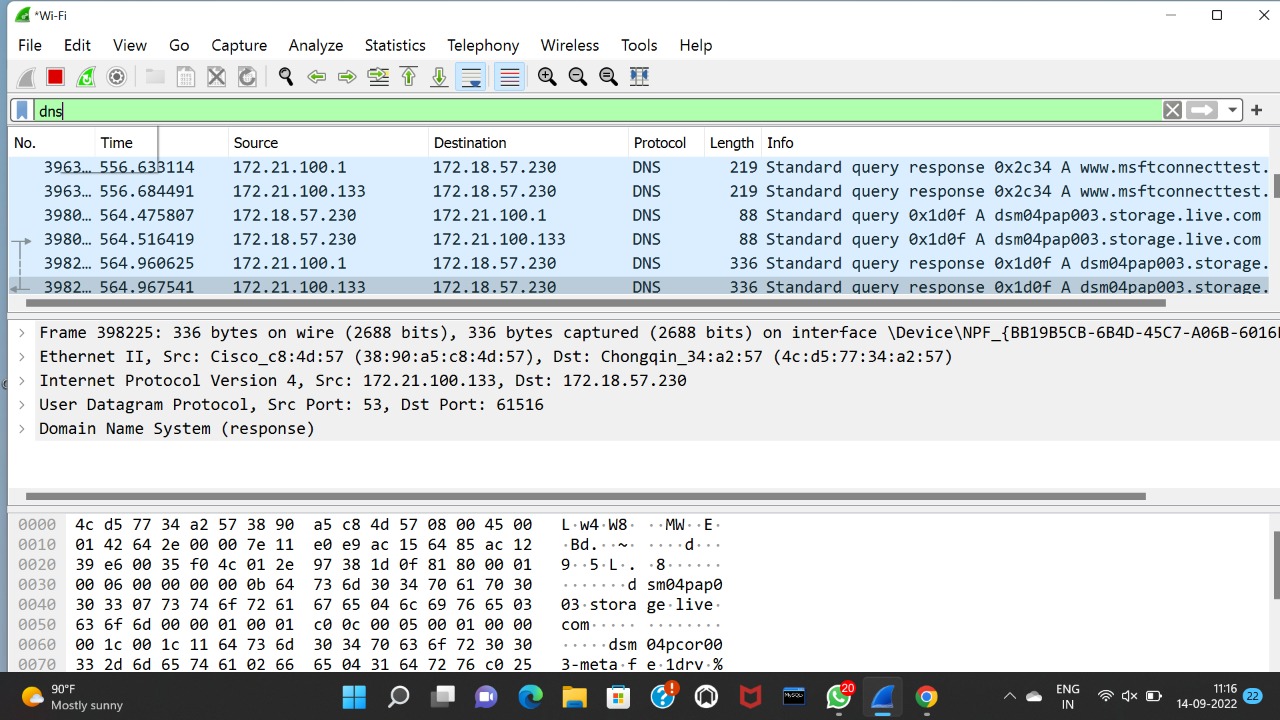 *Wi-Fi
File Edit View Go Capture Analyze Statistics Telephony Wireless Tools Help
dns
No. Time Source Destination Protocol Length Info
3963… 556.633114 172.21.100.1 172.18.57.230 DNS 219 Standard query response 0x2c34 A www.msftconnecttest.
3963… 556.684491 172.21.100.133 172.18.57.230 DNS 219 Standard query response 0x2c34 A www.msftconnecttest.
3980… 564.475807 172.18.57.230 172.21.100.1 DNS 88 Standard query 0x1d0f A dsm04pap003.storage.live.com
3980… 564.516419 172.18.57.230 172.21.100.133 DNS 88 Standard query 0x1d0f A dsm04pap003.storage.live.com
3982… 564.960625 172.21.100.1 172.18.57.230 DNS 336 Standard query response 0x1d0f A dsm04pap003.storage.
3982… 564.967541 172.21.100.133 172.18.57.230 DNS 336 Standard query response 0x1d0f A dsm04pap003.storage.
Frame 398225: 336 bytes on wire (2688 bits), 336 bytes captured (2688 bits) on interface \Device\NPF_{BB19B5CB-6B4D-45C7-A06B-6016
Ethernet II, Src: Cisco_c8:4d:57 (38:90:a5:c8:4d:57), Dst: Chongqin_34:a2:57 (4c:d5:77:34:a2:57)
Internet Protocol Version 4, Src: 172.21.100.133, Dst: 172.18.57.230
User Datagram Protocol, Src Port: 53, Dst Port: 61516
Domain Name System (response)
0000 4c d5 77 34 a2 57 38 90 a5 c8 4d 57 08 00 45 00 L·w4·W8· ··MW··E·
0010 01 42 64 2e 00 00 7e 11 e0 e9 ac 15 64 85 ac 12 ·Bd.··~· ····d···
0020 39 e6 00 35 f0 4c 01 2e 97 38 1d 0f 81 80 00 01 9··5·L·. ·8······
0030 00 06 00 00 00 00 0b 64 73 6d 30 34 70 61 70 30 ·······d sm04pap0
0040 30 33 07 73 74 6f 72 61 67 65 04 6c 69 76 65 03 03·stora ge·live·
0050 63 6f 6d 00 00 01 00 01 c0 0c 00 05 00 01 00 00 com····· ········
0060 00 1c 00 1c 11 64 73 6d 30 34 70 63 6f 72 30 30 ·····dsm 04pcor00
0070 33 2d 6d 65 74 61 02 66 65 04 31 64 72 76 c0 25 3-meta·f e·1drv·%
90°F
Mostly sunny
MySQL
20
ENG
IN
11:16
14-09-2022
22